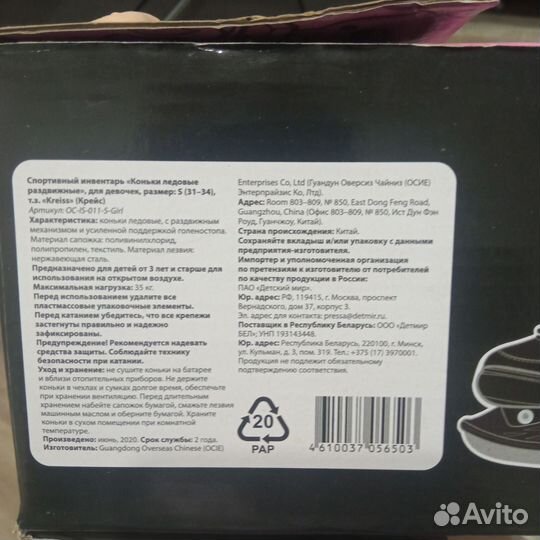 Спортивный инвентарь «Коньки ледовые
раздвижные», для девочек, размер: S (31–34),
т.з. «Kreiss» (Крейс)
Артикул: OC-IS-011-S-Girl
Характеристика: коньки ледовые, с раздвижным
механизмом и усиленной поддержкой голеностопа.
Материал сапожка: поливинилхлорид,
полипропилен, текстиль. Материал лезвия:
нержавеющая сталь.
Предназначено для детей от 3 лет и старше для
использования на открытом воздухе.
Максимальная нагрузка: 35 кг.
Перед использованием удалите все
пластмассовые упаковочные элементы.
Перед катанием убедитесь, что все крепежи
застегнуты правильно и надежно
зафиксированы.
Предупреждение! Рекомендуется надевать
средства защиты. Соблюдайте технику
безопасности при катании.
Уход и хранение: не сушите коньки на батарее
и вблизи отопительных приборов. Не держите
коньки в чехлах и сумках долгое время, обеспечьте
при хранении вентиляцию. Перед длительным
хранением набейте сапожок бумагой, смажьте лезвия
машинным маслом и оберните бумагой. Храните
коньки в сухом помещении при комнатной
температуре.
Произведено: июнь, 2020. Срок службы: 2 года.
Изготовитель: Guangdong Overseas Chinese (OCIE)
Enterprises Co, Ltd (Гуандун Оверсиз Чайниз (ОСИЕ)
Энтерпрайзис Ко, Лтд).
Адрес: Room 803–809, № 850, East Dong Feng Road,
Guangzhou, China (Офис 803–809, № 850, Ист Дун Фэн
Роуд, Гуанчжоу, Китай).
Страна происхождения: Китай.
Сохраняйте вкладыш и/или упаковку с данными
предприятия-изготовителя.
Импортер и уполномоченная организация
по претензиям к изготовителю от потребителей
по качеству продукции в России:
ПАО «Детский мир».
Юр. адрес: РФ, 119415, г. Москва, проспект
Вернадского, дом 37, корпус 3.
Эл. адрес для контакта: pressa@detmir.ru
Поставщик в Республику Беларусь: ООО «Детмир
БЕЛ»; УНП 193143448.
Юр. адрес: Республика Беларусь, 220100, г. Минск,
ул. Кульман, д. 3, пом. 319. Тел.: +375 (17) 3970001.
Продукция не подлежит обязательному
подтверждению соответствия.
20
PAP
4 610037 056503
Avito